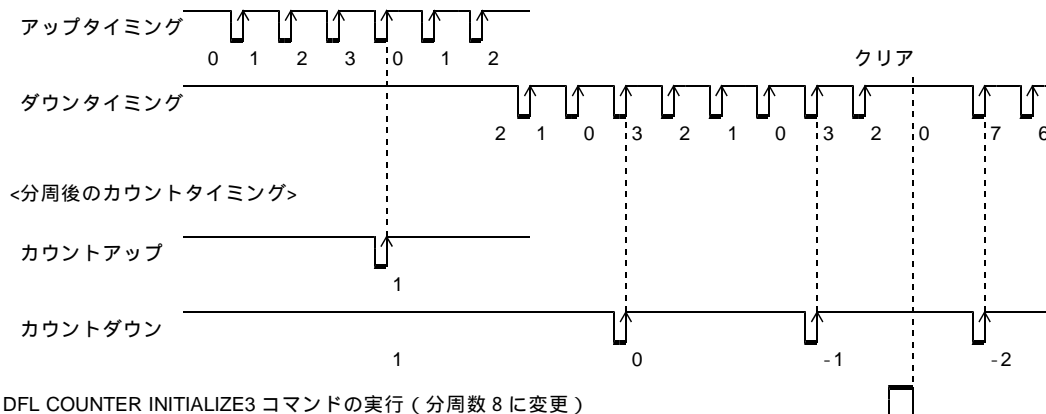 アップタイミング
0 1 2 3 0 1 2
クリア
ダウンタイミング
2 1 0 3 2 1 0 3 2 0 7 6
<分周後のカウントタイミング>
カウントアップ
1
カウントダウン
1 0 -1 -2
DFL COUNTER INITIALIZE3 コマンドの実行 ( 分周数 8 に変更 )